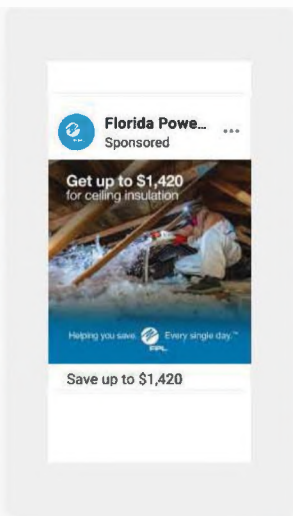 Florida Powe...
Sponsored
Get up to $1,420
for ceiling insulation
Helping you save. FPL. Every single day.™
Save up to $1,420